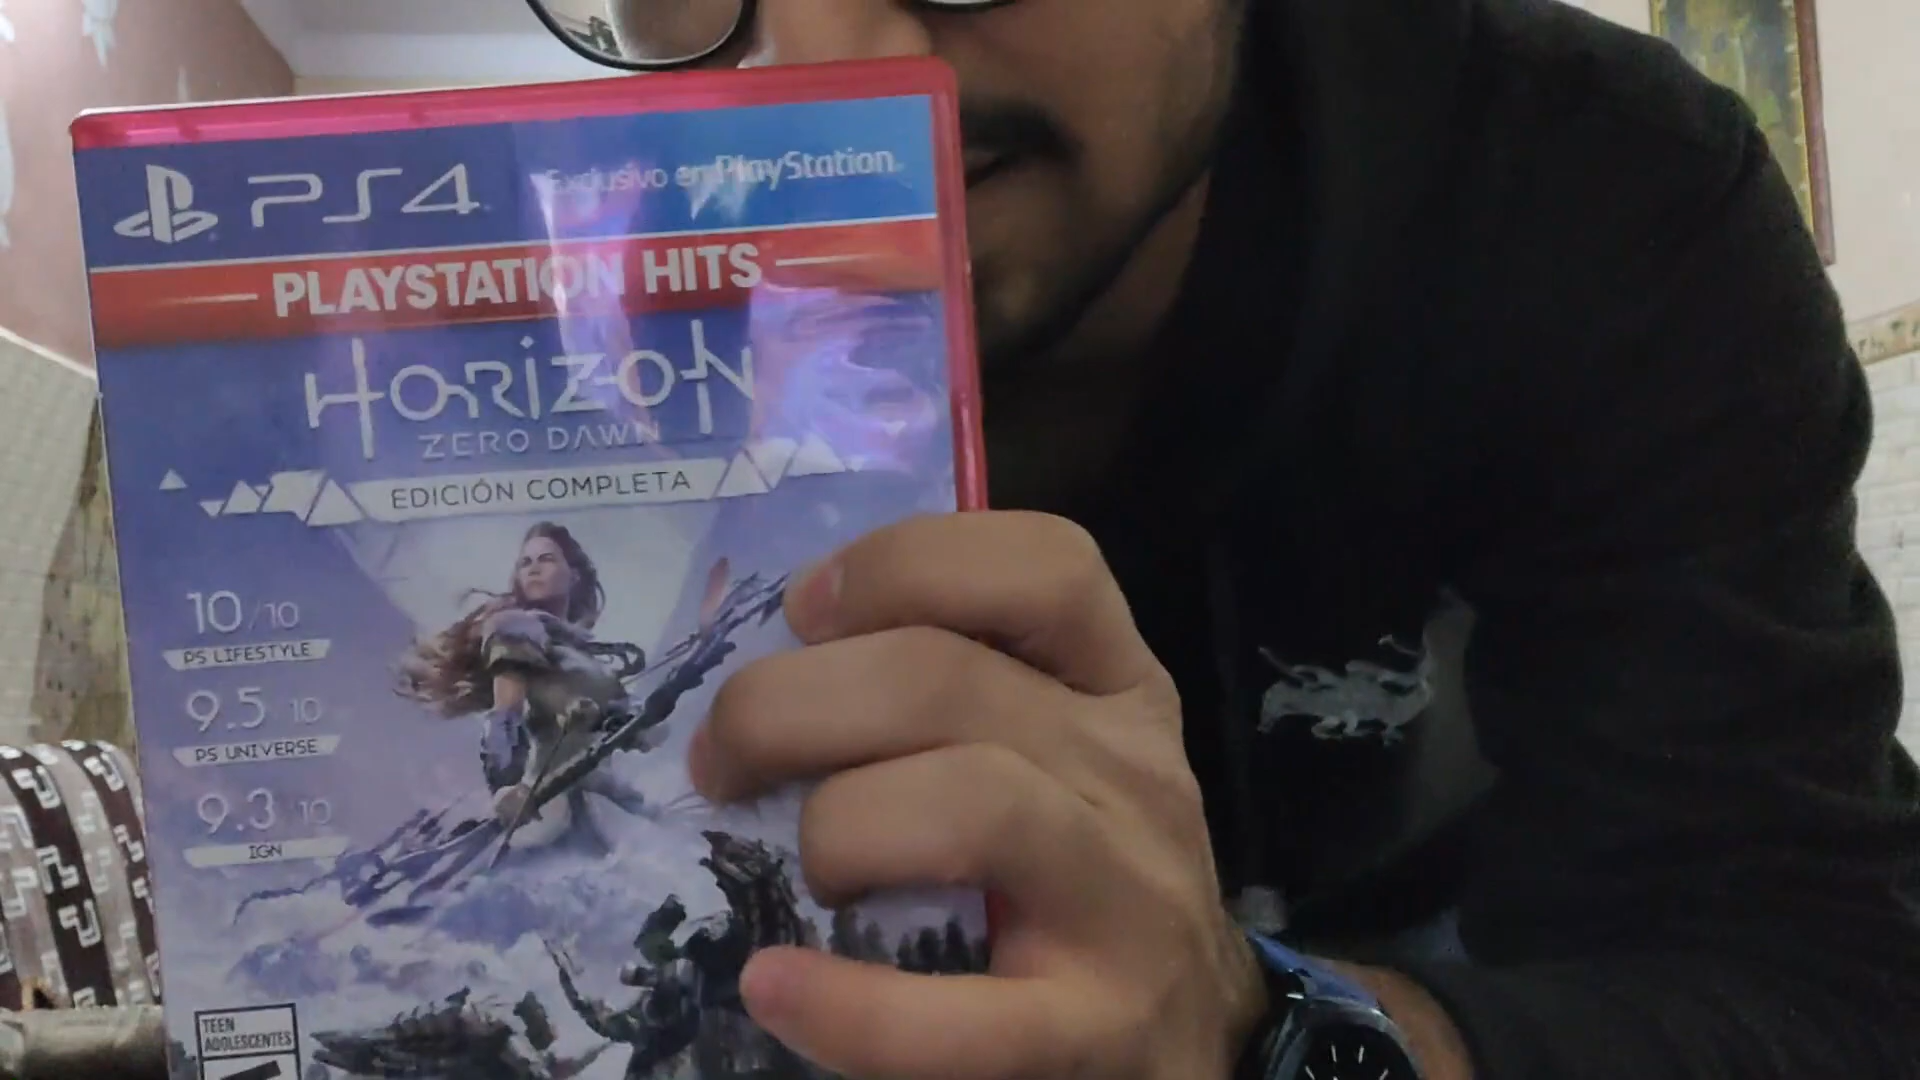 PS4
Exclusivo en PlayStation
PLAYSTATION HITS
HORIZON
ZERO DAWN
EDICIÓN COMPLETA
10/10
PS LIFESTYLE
9.5/10
PS UNIVERSE
9.3/10
IGN
TEEN
ADOLESCENTES